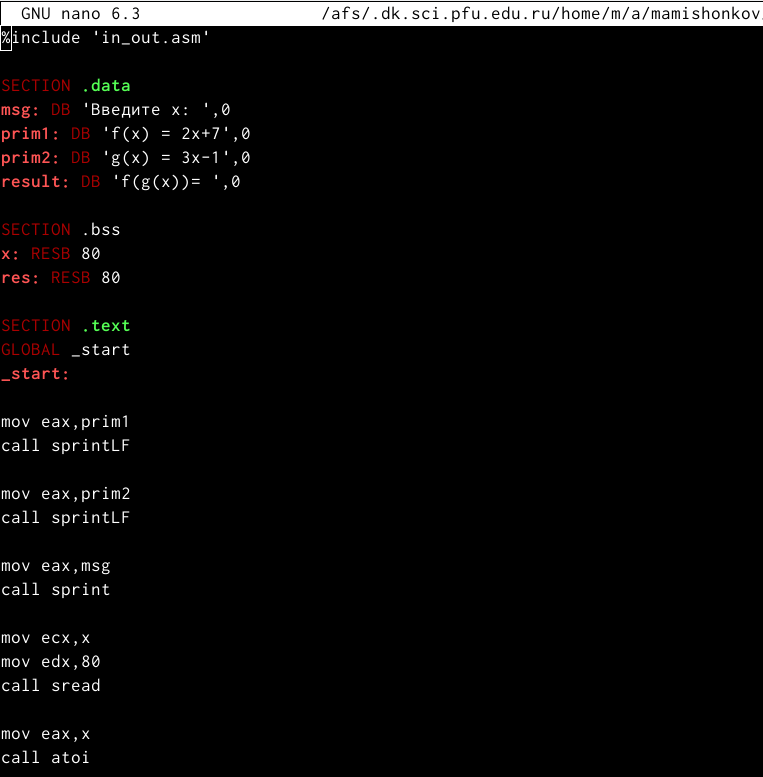 GNU nano 6.3 /afs/.dk.sci.pfu.edu.ru/home/m/a/mamishonkov.
%include 'in_out.asm'
SECTION .data
msg: DB 'Введите x: ',0
prim1: DB 'f(x) = 2x+7',0
prim2: DB 'g(x) = 3x-1',0
result: DB 'f(g(x))= ',0
SECTION .bss
x: RESB 80
res: RESB 80
SECTION .text
GLOBAL _start
_start:
mov eax,prim1
call sprintLF
mov eax,prim2
call sprintLF
mov eax,msg
call sprint
mov ecx,x
mov edx,80
call sread
mov eax,x
call atoi